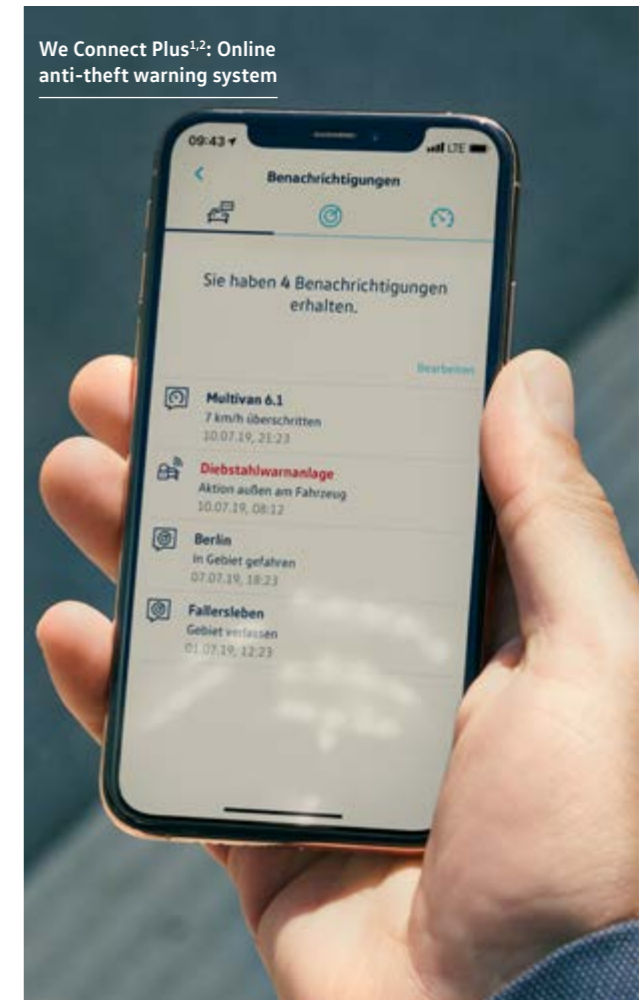 We Connect Plus¹,²: Online
anti-theft warning system
09:43
LTE
Benachrichtigungen
Sie haben 4 Benachrichtigungen
erhalten.
Bearbeiten
Multivan 6.1
7 km/h überschritten
10.07.19, 21:23
Diebstahlwarnanlage
Aktion außen am Fahrzeug
10.07.19, 08:12
Berlin
In Gebiet gefahren
07.07.19, 18:23
Fallersleben
Gebiet verlassen
01.07.19, 12:23